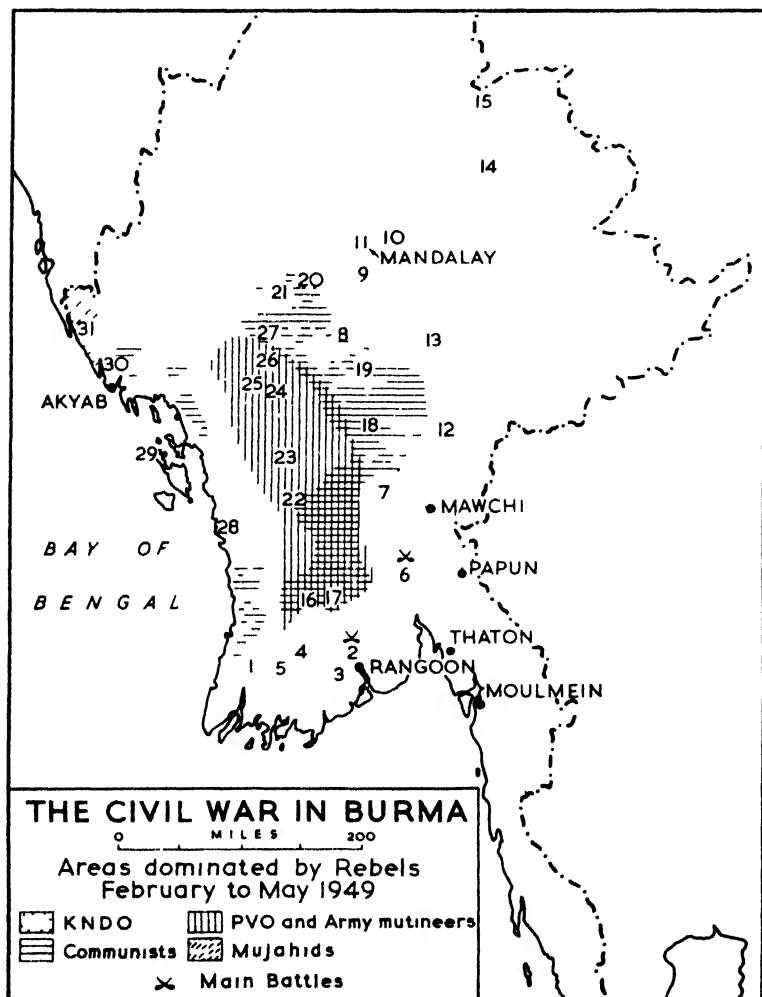 15
14
11 10
MANDALAY
9
20
21
31
27 8 13
26
19
30
25 24
AKYAB
18 12
29
23
7
22
MAWCHI
28
BAY OF
6
PAPUN
BENGAL
16 17
THATON
4 2
1 5 3 RANGOON
MOULMEIN
THE CIVIL WAR IN BURMA
0 MILES 200
Areas dominated by Rebels
February to May 1949
KNDO PVO and Army mutineers
Communists Mujahids
Main Battles